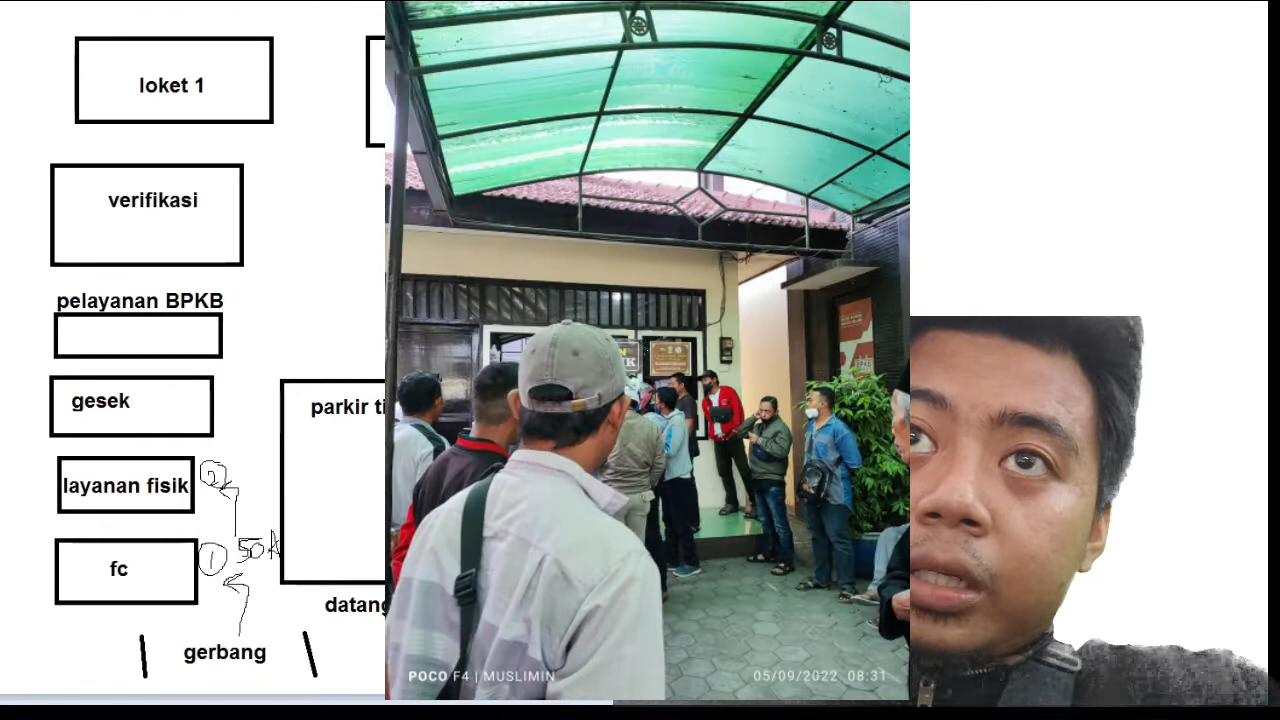 loket 1
verifikasi
pelayanan BPKB
gesek
parkir ti
layanan fisik
2
50A
fc
1
datang
gerbang
POCO F4 | MUSLIMIN
05/09/2022 08:31